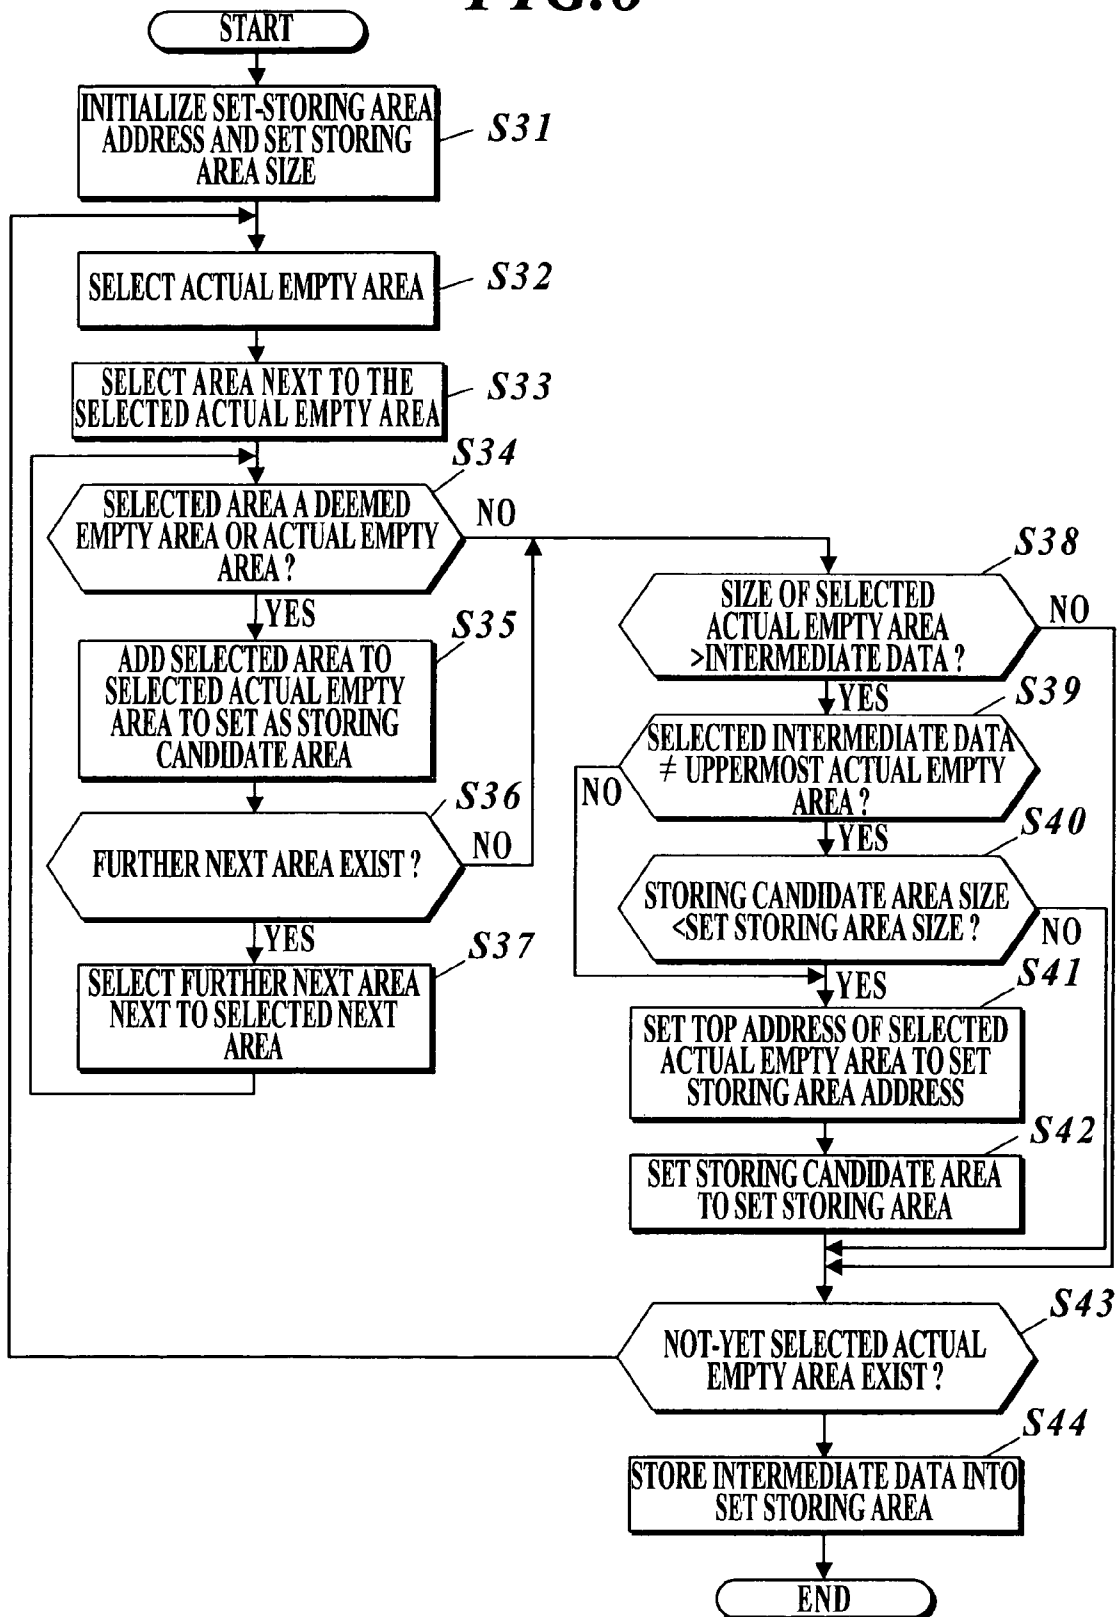 FIG.6
START
INITIALIZE SET-STORING AREA
ADDRESS AND SET STORING
AREA SIZE
S31
SELECT ACTUAL EMPTY AREA
S32
SELECT AREA NEXT TO THE
SELECTED ACTUAL EMPTY AREA
S33
S34
SELECTED AREA A DEEMED
EMPTY AREA OR ACTUAL EMPTY
AREA ?
NO
YES
S35
ADD SELECTED AREA TO
SELECTED ACTUAL EMPTY
AREA TO SET AS STORING
CANDIDATE AREA
S36
FURTHER NEXT AREA EXIST ?
NO
YES
S37
SELECT FURTHER NEXT AREA
NEXT TO SELECTED NEXT
AREA
S38
SIZE OF SELECTED
ACTUAL EMPTY AREA
>INTERMEDIATE DATA ?
NO
YES
S39
SELECTED INTERMEDIATE DATA
≠ UPPERMOST ACTUAL EMPTY
AREA ?
NO
YES
S40
STORING CANDIDATE AREA SIZE
<SET STORING AREA SIZE ?
NO
YES
S41
SET TOP ADDRESS OF SELECTED
ACTUAL EMPTY AREA TO SET
STORING AREA ADDRESS
S42
SET STORING CANDIDATE AREA
TO SET STORING AREA
S43
NOT-YET SELECTED ACTUAL
EMPTY AREA EXIST ?
S44
STORE INTERMEDIATE DATA INTO
SET STORING AREA
END